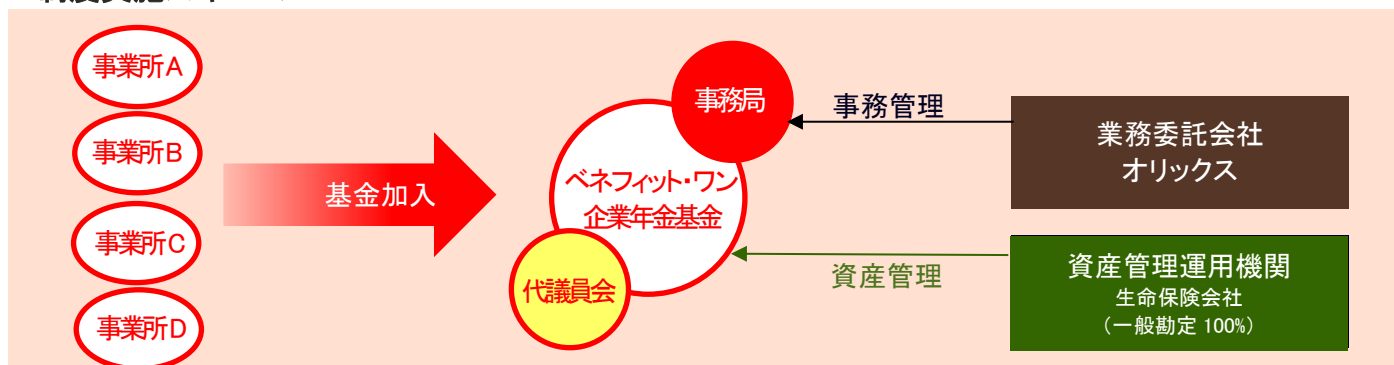 事業所A
事業所B
事業所C
事業所D
基金加入
事務局
ベネフィット・ワン
企業年金基金
代議員会
事務管理
資産管理
業務委託会社
オリックス
資産管理運用機関
生命保険会社
（一般勘定 100%）